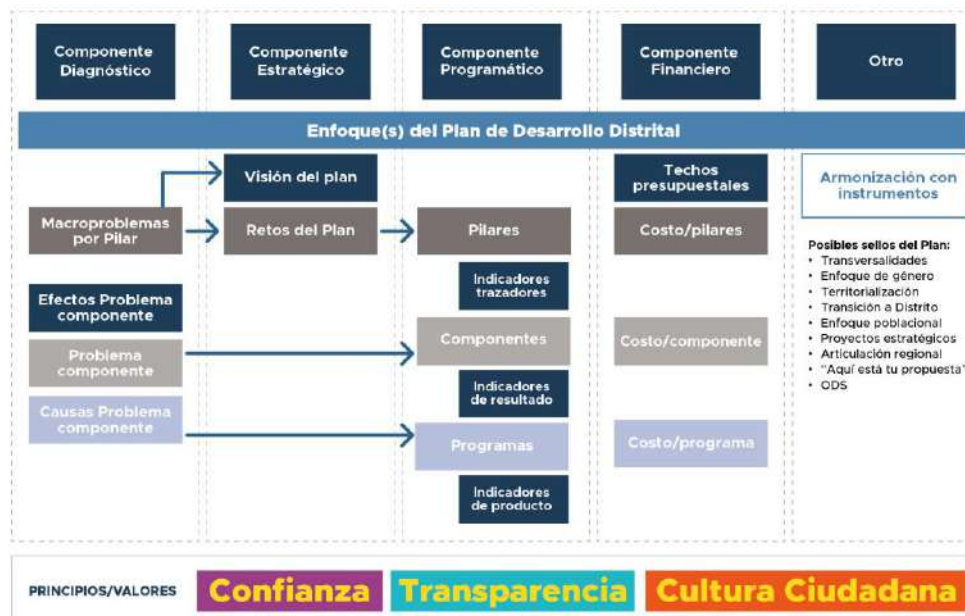 Componente
Diagnóstico
Componente
Estratégico
Componente
Programático
Componente
Financiero
Otro
Enfoque(s) del Plan de Desarrollo Distrital
Visión del plan
Techos
presupuestales
Armonización con
instrumentos
Macroproblemas
por Pilar
Retos del Plan
Pilares
Costo/pilares
Indicadores
trazadores
Efectos Problema
componente
Problema
componente
Componentes
Costo/componente
Indicadores
de resultado
Causas Problema
componente
Programas
Costo/programa
Indicadores
de producto
Posibles sellos del Plan:
• Transversalidades
• Enfoque de género
• Territorialización
• Transición a Distrito
• Enfoque poblacional
• Proyectos estratégicos
• Articulación regional
• "Aquí está tu propuesta"
• ODS
PRINCIPIOS/VALORES
Confianza
Transparencia
Cultura Ciudadana